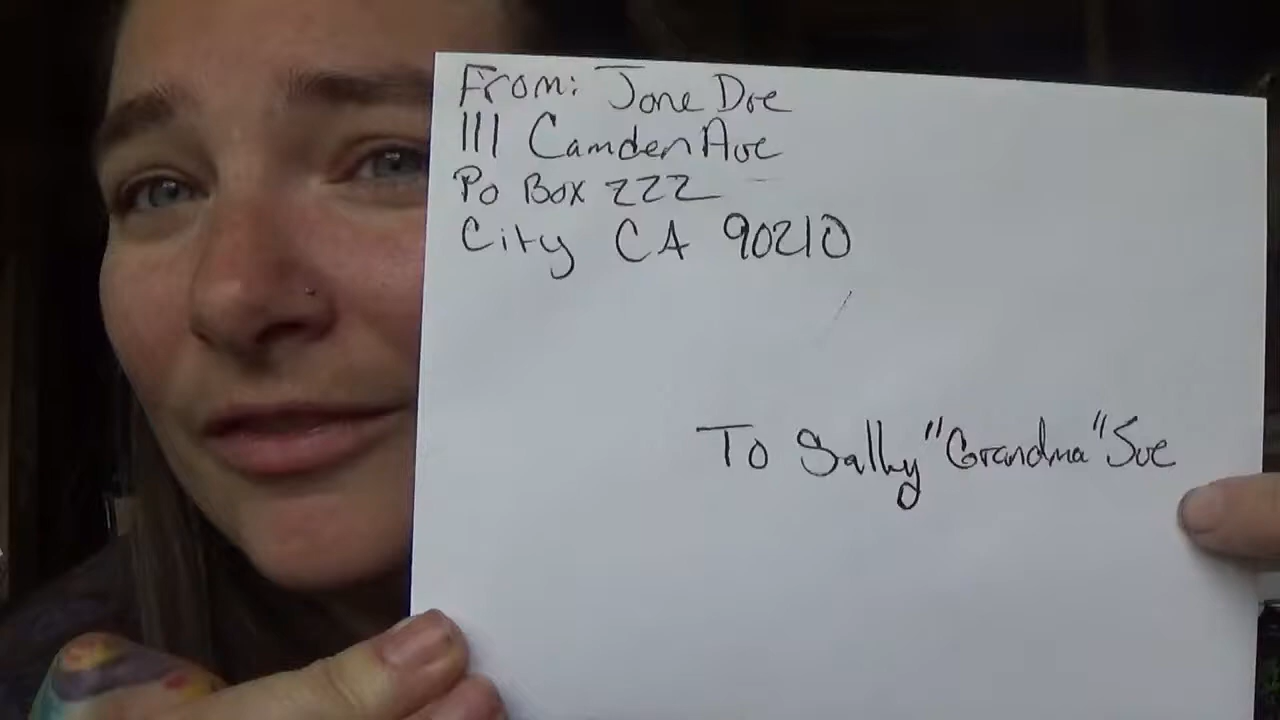 From: Jane Doe
111 Camden Ave
Po Box 222
City CA 90210
To Sally "Grandma" Sue